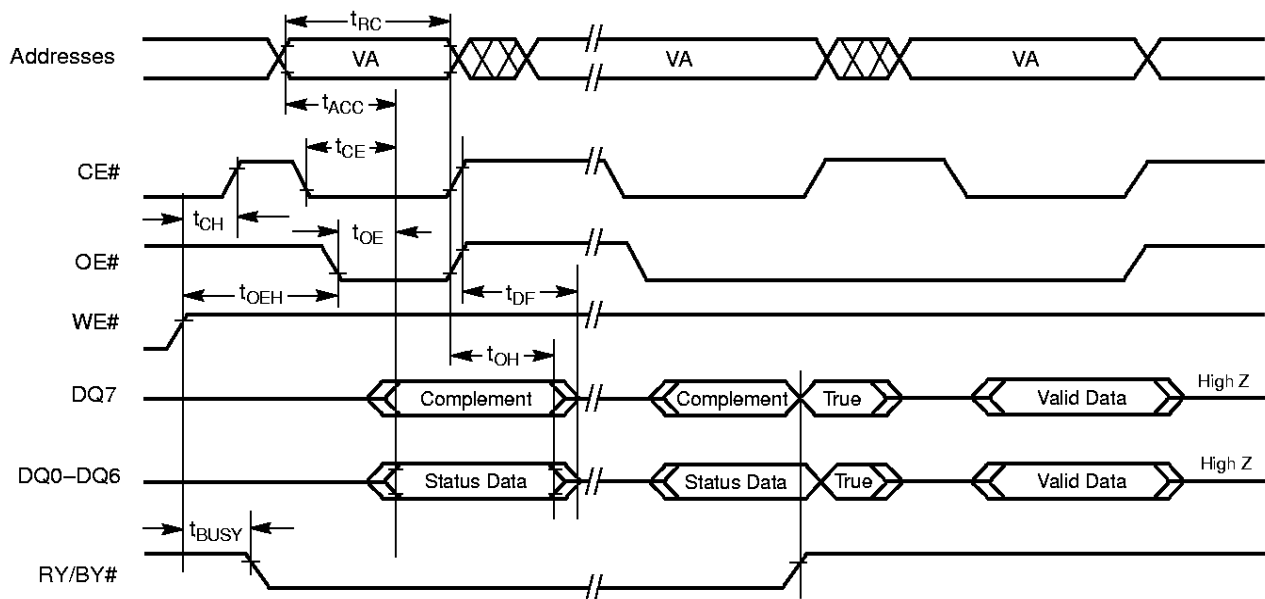 tRC
Addresses VA VA VA
tACC
tCE
CE#
tCH tOE
OE#
tOEH tDF
WE#
tOH
DQ7 Complement Complement True Valid Data High Z
DQ0–DQ6 Status Data Status Data True Valid Data High Z
tBUSY
RY/BY#